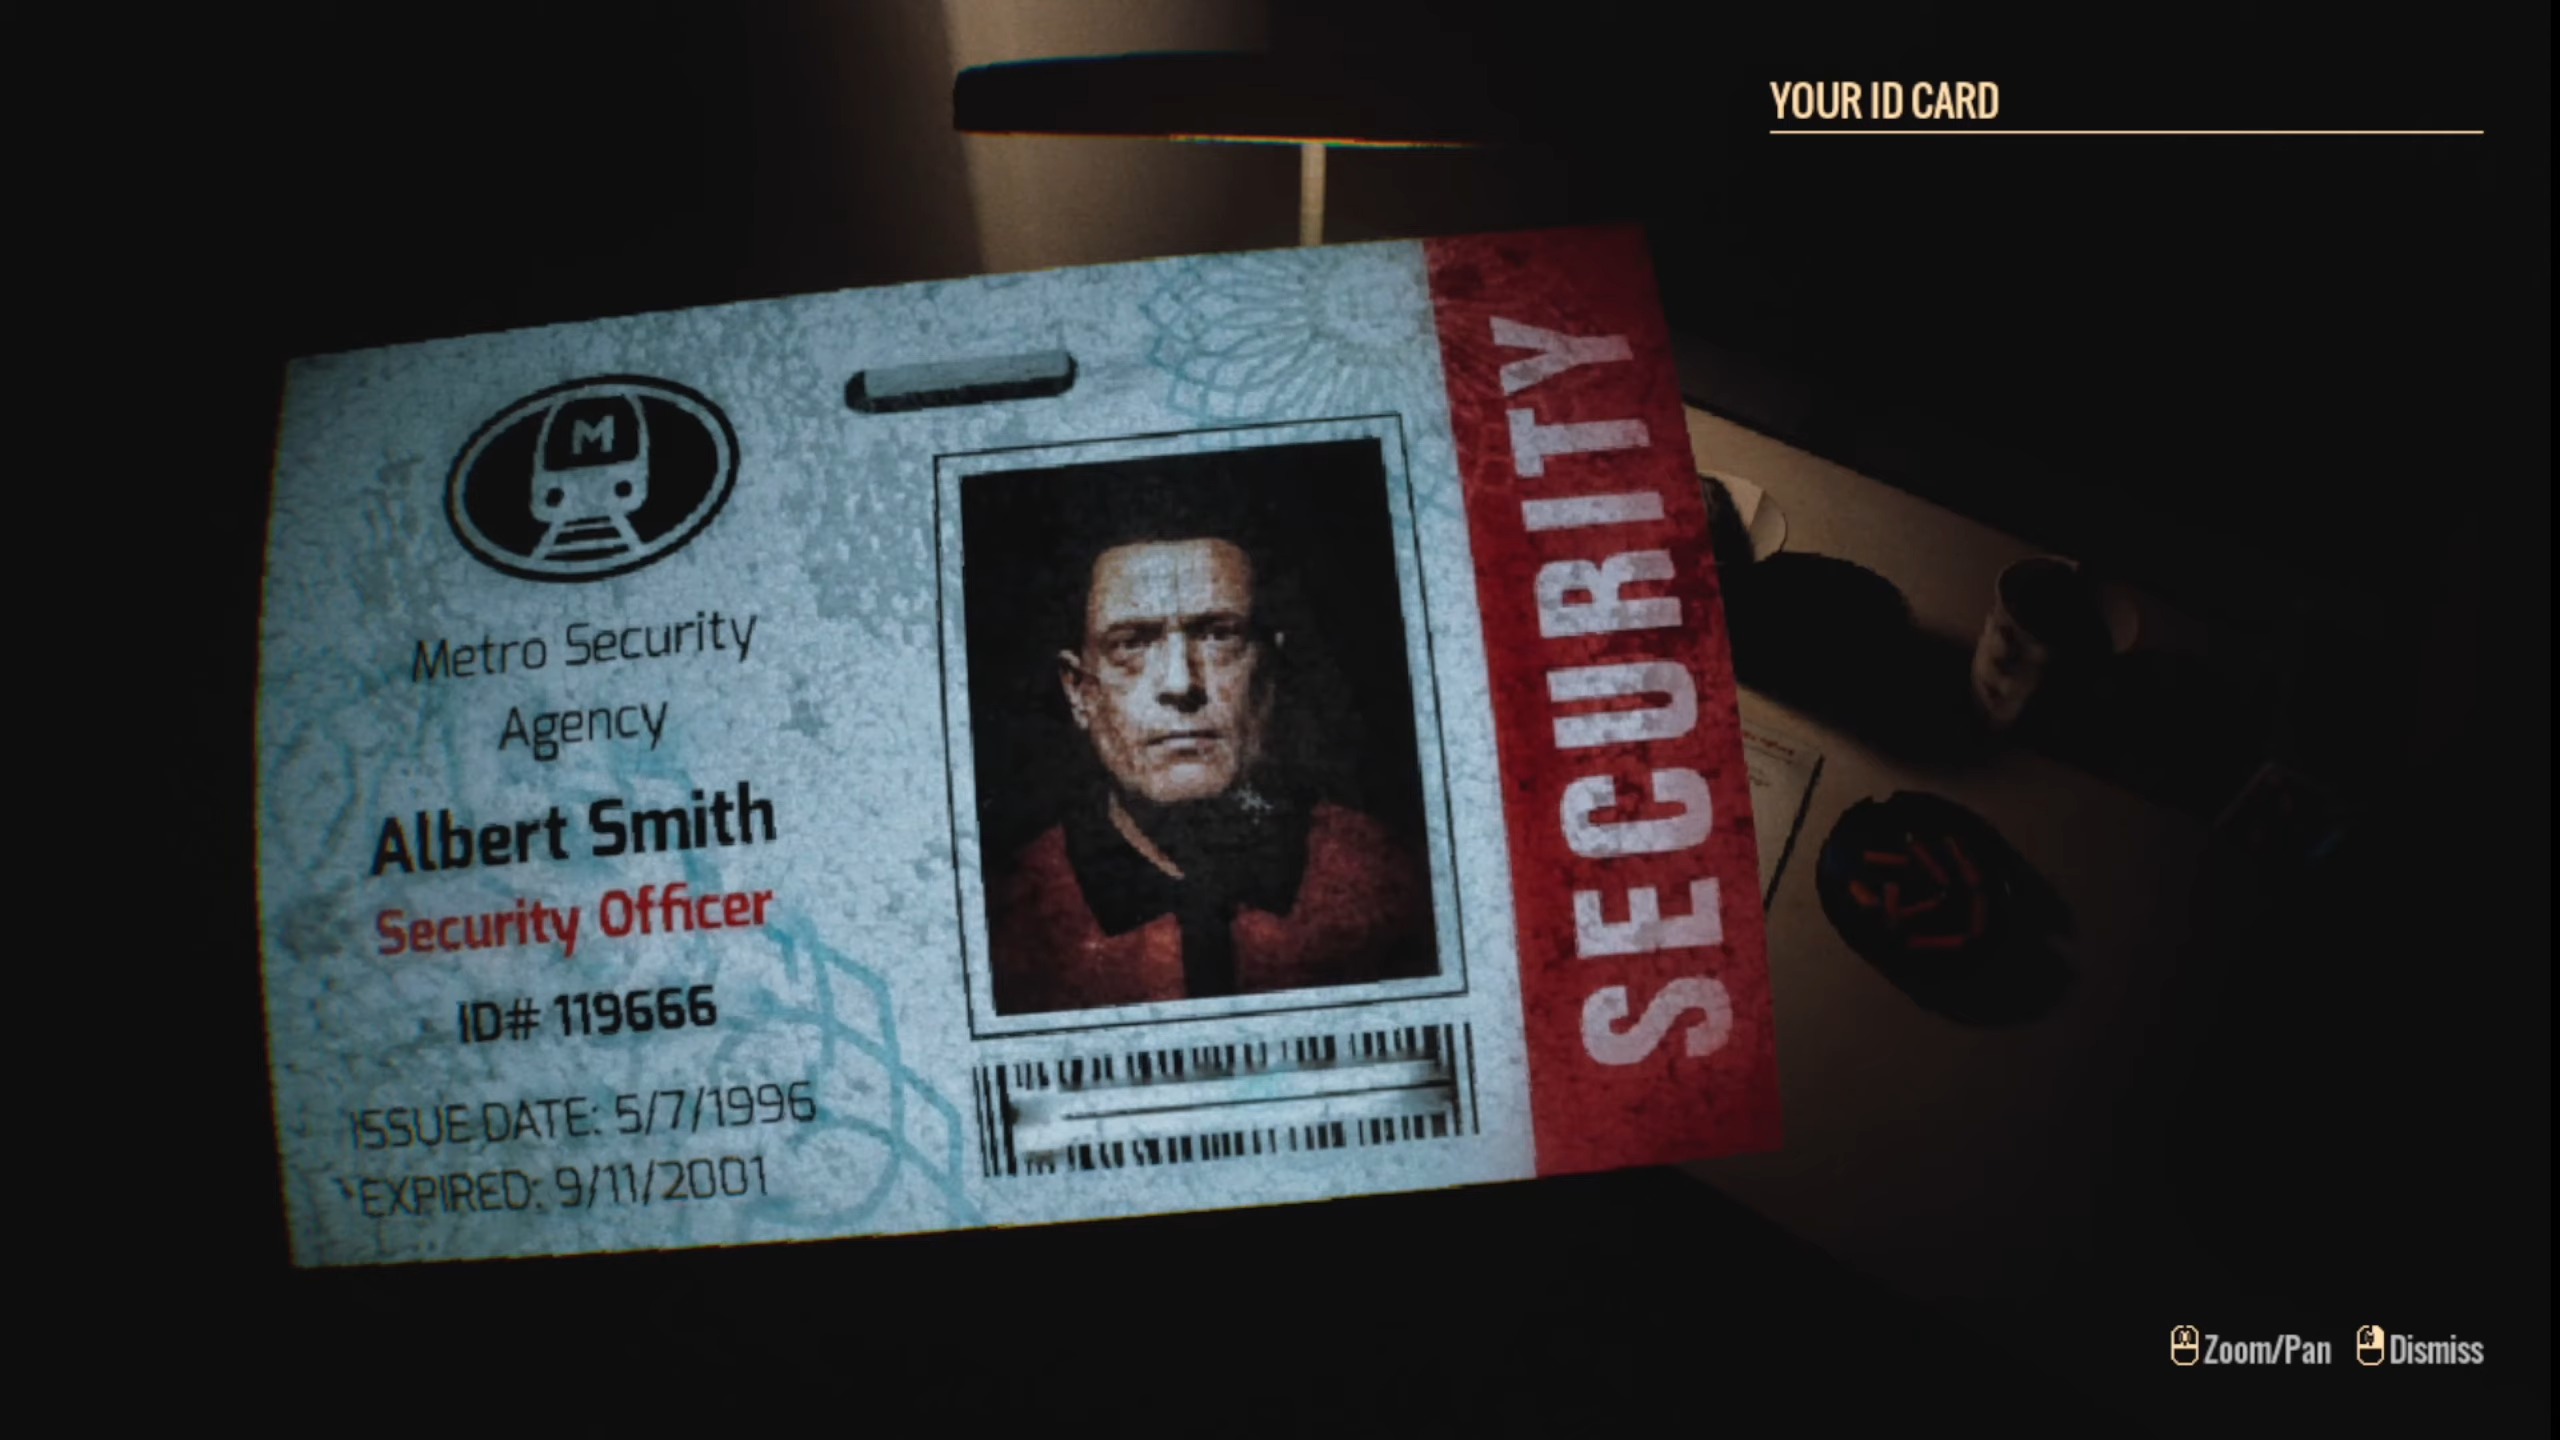 YOUR ID CARD
M
Metro Security
Agency
Albert Smith
Security Officer
ID# 119666
ISSUE DATE: 5/7/1996
EXPIRED: 9/11/2001
SECURITY
Zoom/Pan Dismiss